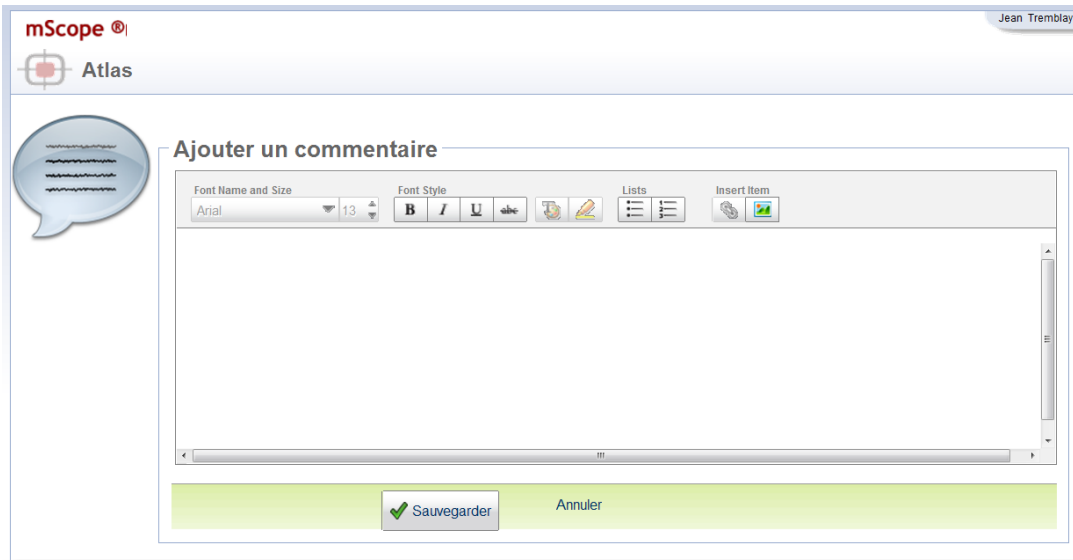 mScope ®
Jean Tremblay
Atlas
Ajouter un commentaire
Font Name and Size Font Style Lists Insert Item
Arial 13 B I U abc
Sauvegarder Annuler